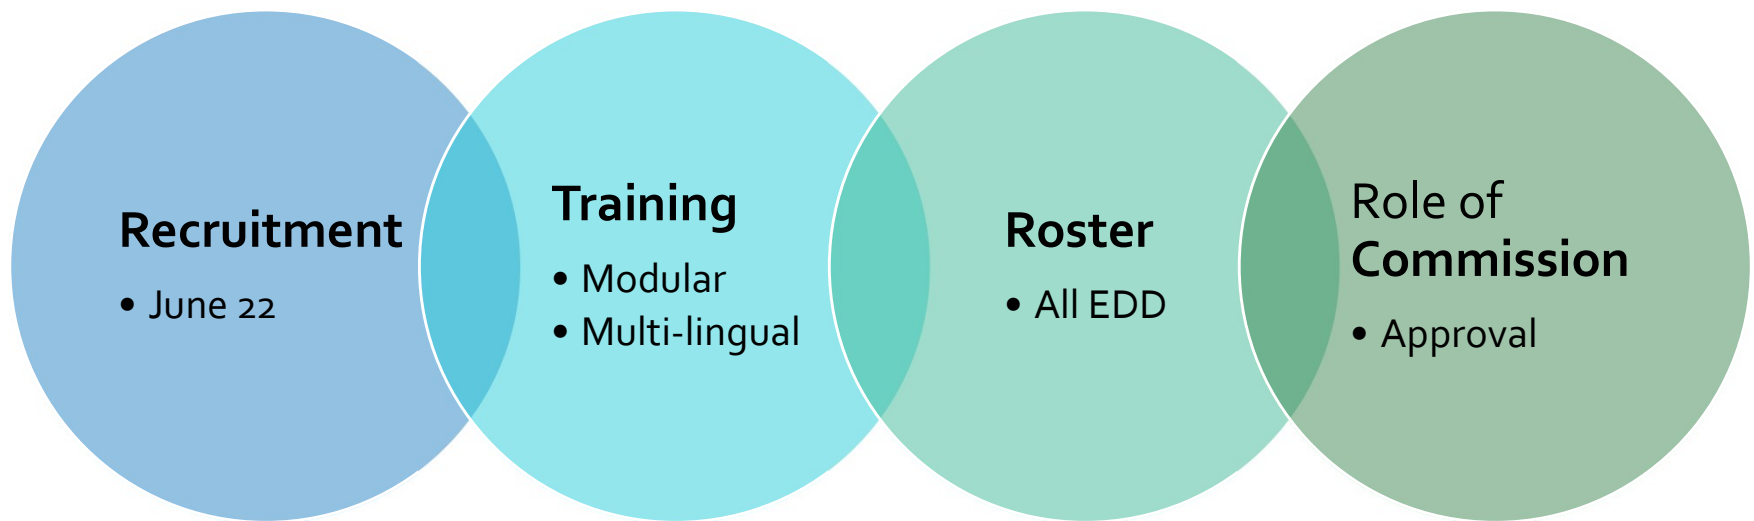 Recruitment
• June 22
Training
• Modular
• Multi-lingual
Roster
• All EDD
Role of
Commission
• Approval